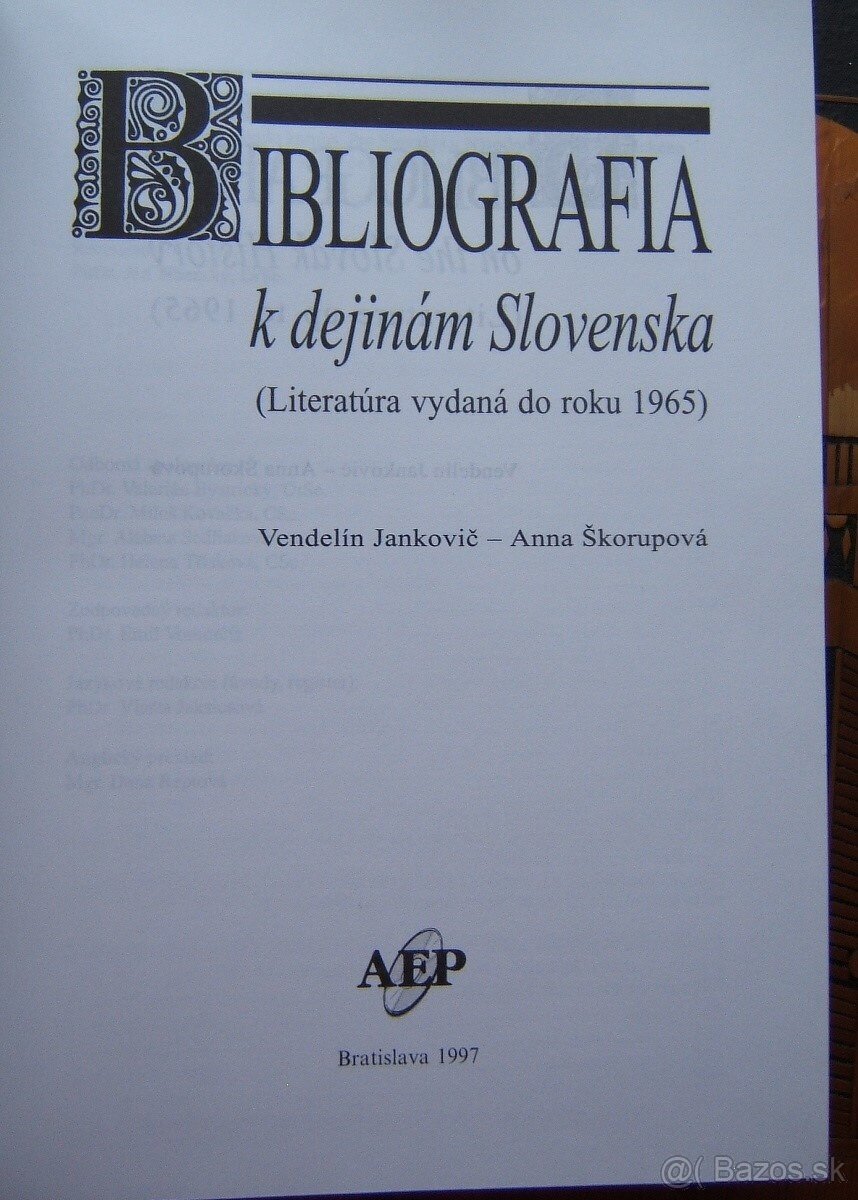 BIBLIOGRAFIA
k dejinám Slovenska
(Literatúra vydaná do roku 1965)
Vendelín Jankovič – Anna Škorupová
AEP
Bratislava 1997
@( Bazos.sk